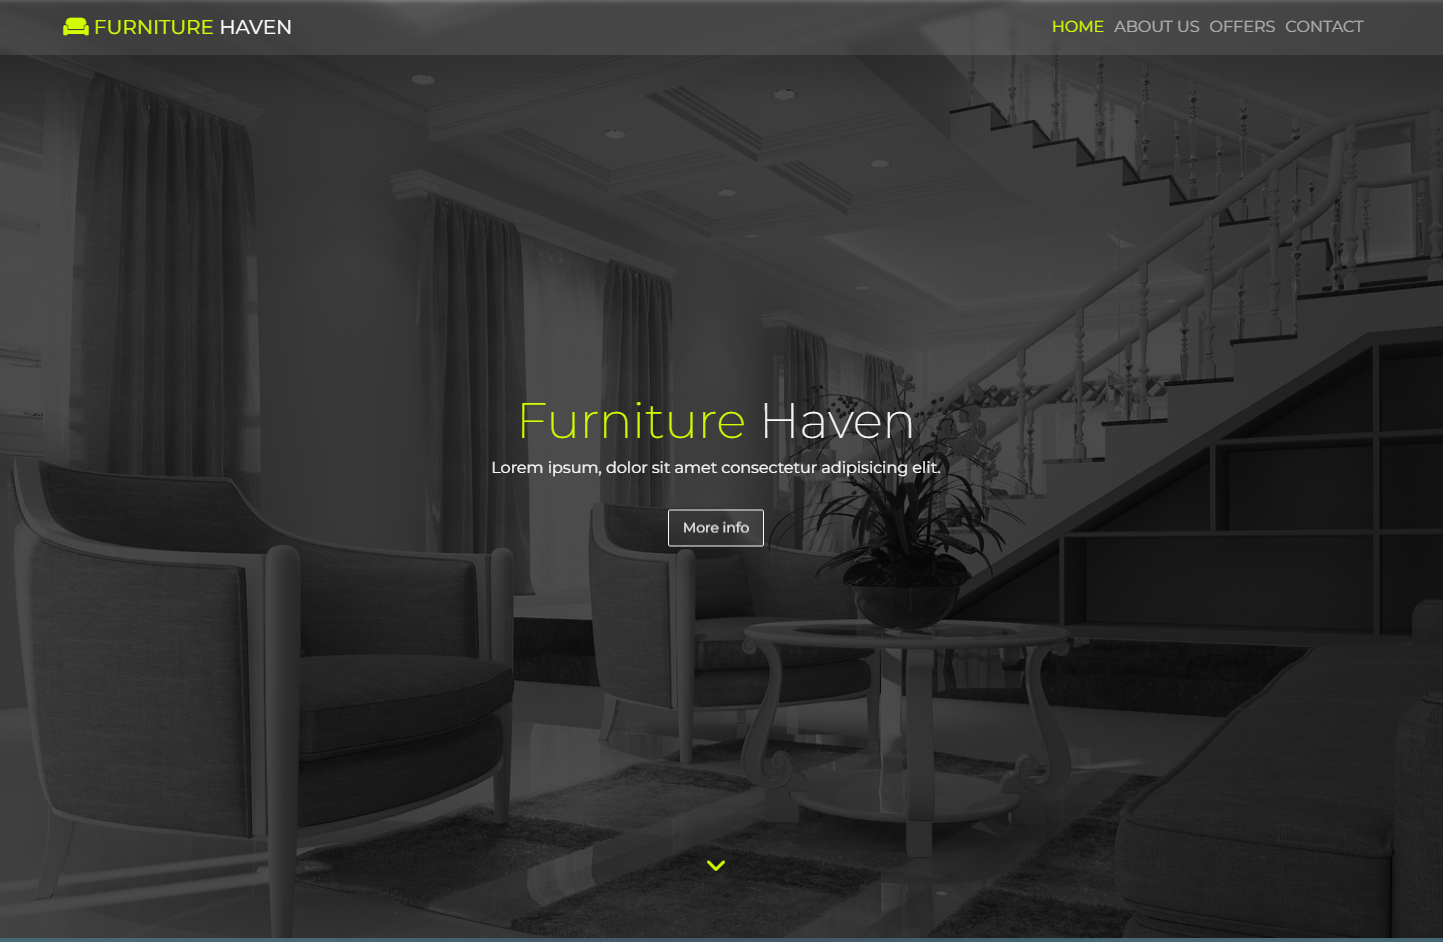 FURNITURE HAVEN
HOME ABOUT US OFFERS CONTACT
Furniture Haven
Lorem ipsum, dolor sit amet consectetur adipisicing elit.
More info